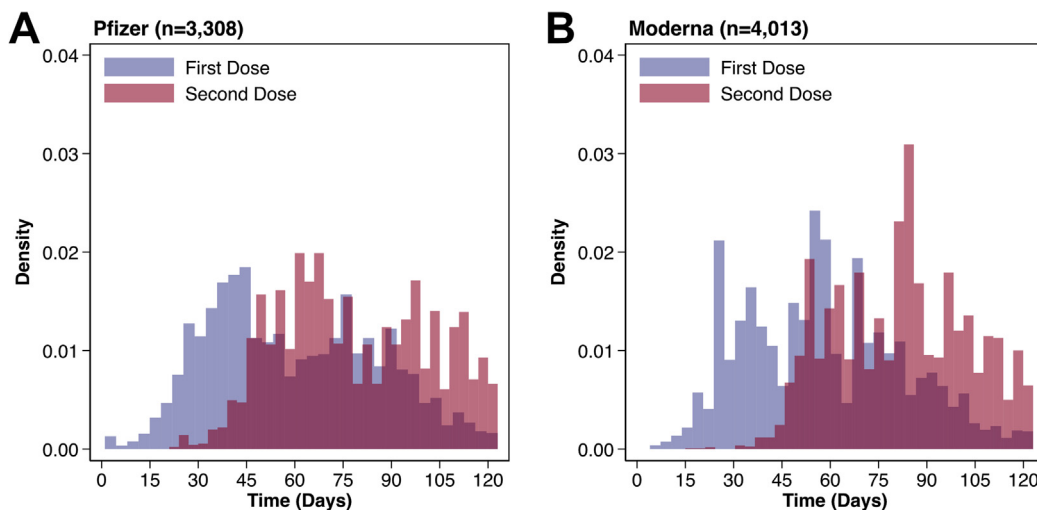 A
Pfizer (n=3,308)
First Dose
Second Dose
0.04
0.03
0.02
0.01
0.00
Density
0 15 30 45 60 75 90 105 120
Time (Days)
B
Moderna (n=4,013)
First Dose
Second Dose
0.04
0.03
0.02
0.01
0.00
Density
0 15 30 45 60 75 90 105 120
Time (Days)